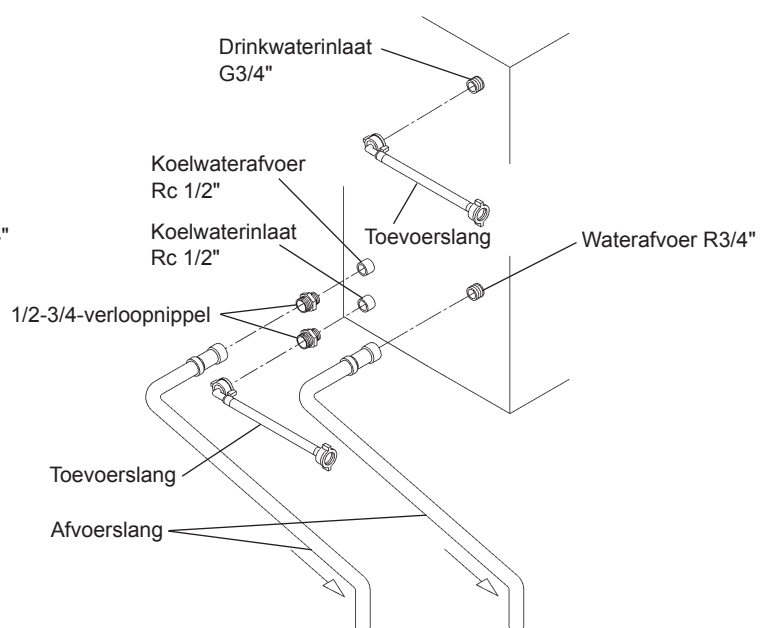 Drinkwaterinlaat
G3/4"
Koelwaterafvoer
Rc 1/2"
Toevoerslang
Koelwaterinlaat
Rc 1/2"
"
Waterafvoer R3/4"
1/2-3/4-verloopnippel
Toevoerslang
Afvoerslang